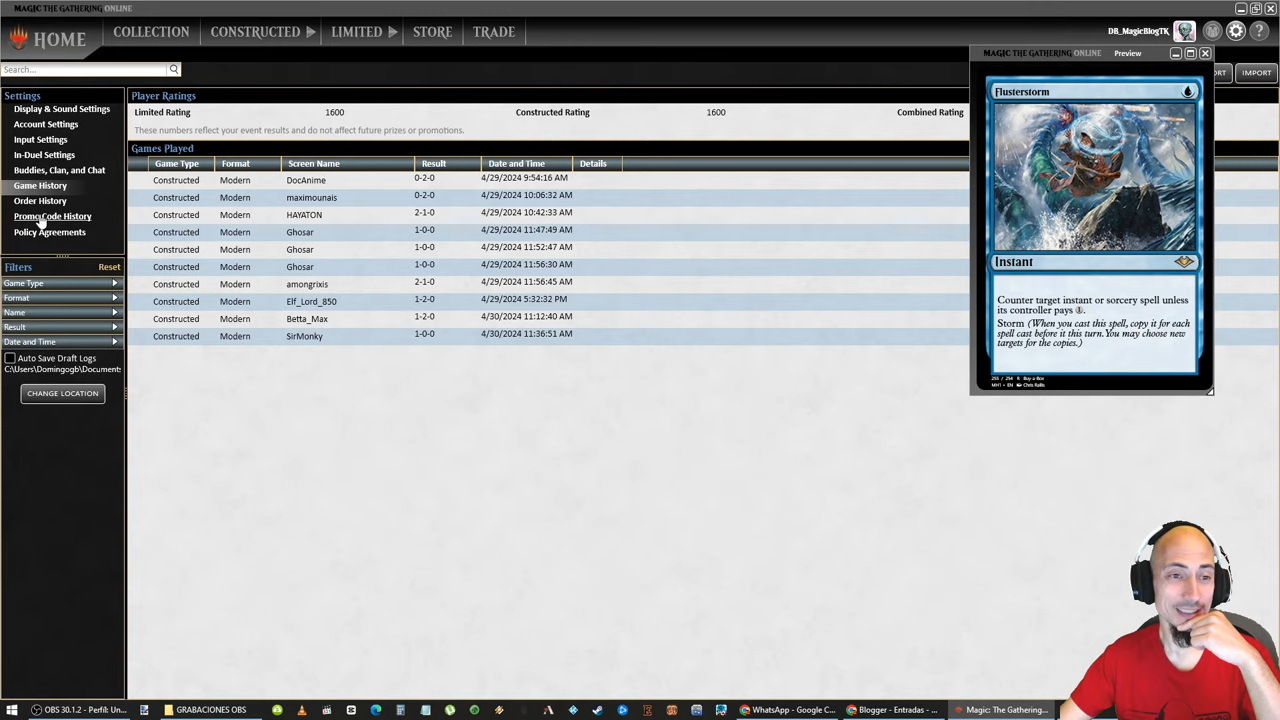 MAGIC THE GATHERING ONLINE
HOME
COLLECTION
CONSTRUCTED
LIMITED
STORE
TRADE
DB_MagicBlogTK
?
Search...
IMPORT
Settings
Display & Sound Settings
Account Settings
Input Settings
In-Duel Settings
Buddies, Clan, and Chat
Game History
Order History
Promo Code History
Policy Agreements
Filters Reset
Game Type
Format
Name
Result
Date and Time
Auto Save Draft Logs
C:\Users\Domingogb\Document:
CHANGE LOCATION
Player Ratings
Limited Rating 1600 Constructed Rating 1600 Combined Rating
These numbers reflect your event results and do not affect future prizes or promotions.
Games Played
Game Type Format Screen Name Result Date and Time Details
Constructed Modern DocAnime 0-2-0 4/29/2024 9:54:16 AM
Constructed Modern maximounais 0-2-0 4/29/2024 10:06:32 AM
Constructed Modern HAYATON 2-1-0 4/29/2024 10:42:33 AM
Constructed Modern Ghosar 1-0-0 4/29/2024 11:47:49 AM
Constructed Modern Ghosar 1-0-0 4/29/2024 11:52:47 AM
Constructed Modern Ghosar 1-0-0 4/29/2024 11:56:30 AM
Constructed Modern amongrixis 2-1-0 4/29/2024 11:56:45 AM
Constructed Modern Elf_Lord_850 1-2-0 4/29/2024 5:32:32 PM
Constructed Modern Betta_Max 1-2-0 4/30/2024 11:12:40 AM
Constructed Modern SirMonky 1-0-0 4/30/2024 11:36:51 AM
MAGIC THE GATHERING ONLINE Preview
Flusterstorm
Instant
Counter target instant or sorcery spell unless
its controller pays 1.
Storm (When you cast this spell, copy it for each
spell cast before it this turn. You may choose new
targets for the copies.)
255 / 254 R Buy-a-Box
MH1 • EN Chris Rallis
OBS 30.1.2 - Perfil: Un...
GRABACIONES OBS
WhatsApp - Google C...
Blogger - Entradas - ...
Magic: The Gathering...